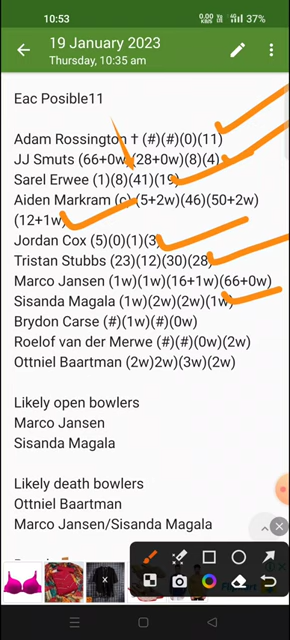 10:53
0.00 KB/S 4G 37%
19 January 2023
Thursday, 10:35 am
Eac Posible11
Adam Rossington † (#)(#)(0)(11)
JJ Smuts (66+0w)(28+0w)(8)(4)
Sarel Erwee (1)(8)(41)(19)
Aiden Markram (c) (5+2w)(46)(50+2w)
(12+1w)
Jordan Cox (5)(0)(1)(3)
Tristan Stubbs (23)(12)(30)(28)
Marco Jansen (1w)(1w)(16+1w)(66+0w)
Sisanda Magala (1w)(2w)(2w)(1w)
Brydon Carse (#)(1w)(#)(0w)
Roelof van der Merwe (#)(#)(0w)(2w)
Ottniel Baartman (2w)2w)(3w)(2w)
Likely open bowlers
Marco Jansen
Sisanda Magala
Likely death bowlers
Ottniel Baartman
Marco Jansen/Sisanda Magala